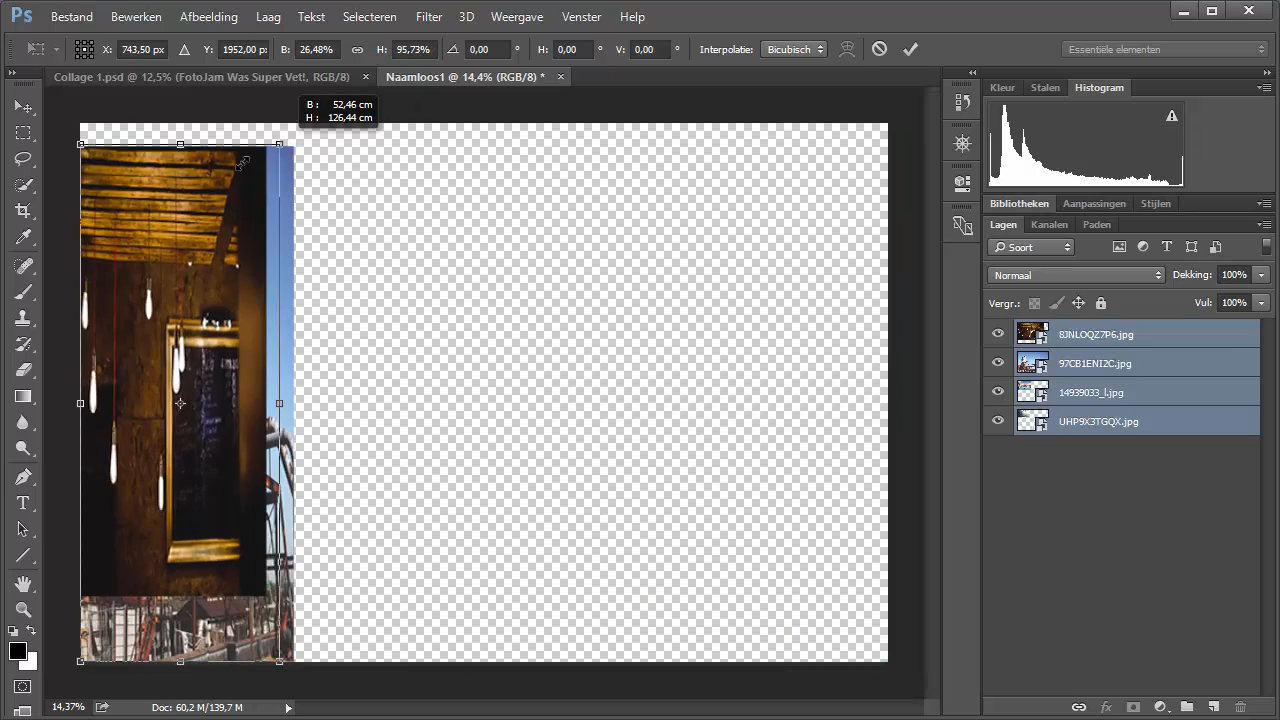 Ps Bestand Bewerken Afbeelding Laag Tekst Selecteren Filter 3D Weergave Venster Help
X: 743,50 px Y: 1952,00 px B: 26,48% H: 95,73% 0,00 ° H: 0,00 ° V: 0,00 ° Interpolatie: Bicubisch Essentiële elementen
Collage 1.psd @ 12,5% (FotoJam Was Super Vet!, RGB/8) × Naamloos1 @ 14,4% (RGB/8) * ×
Kleur Stalen Histogram
B: 52,46 cm
H: 126,44 cm
Bibliotheken Aanpassingen Stijlen
Lagen Kanalen Paden
Soort
Normaal Dekking: 100%
Vergr.: Vul: 100%
8JNLOQZ7P6.jpg
97CB1ENI2C.jpg
14939033_l.jpg
UHP9X3TGQX.jpg
14,37% Doc: 60,2 M/139,7 M